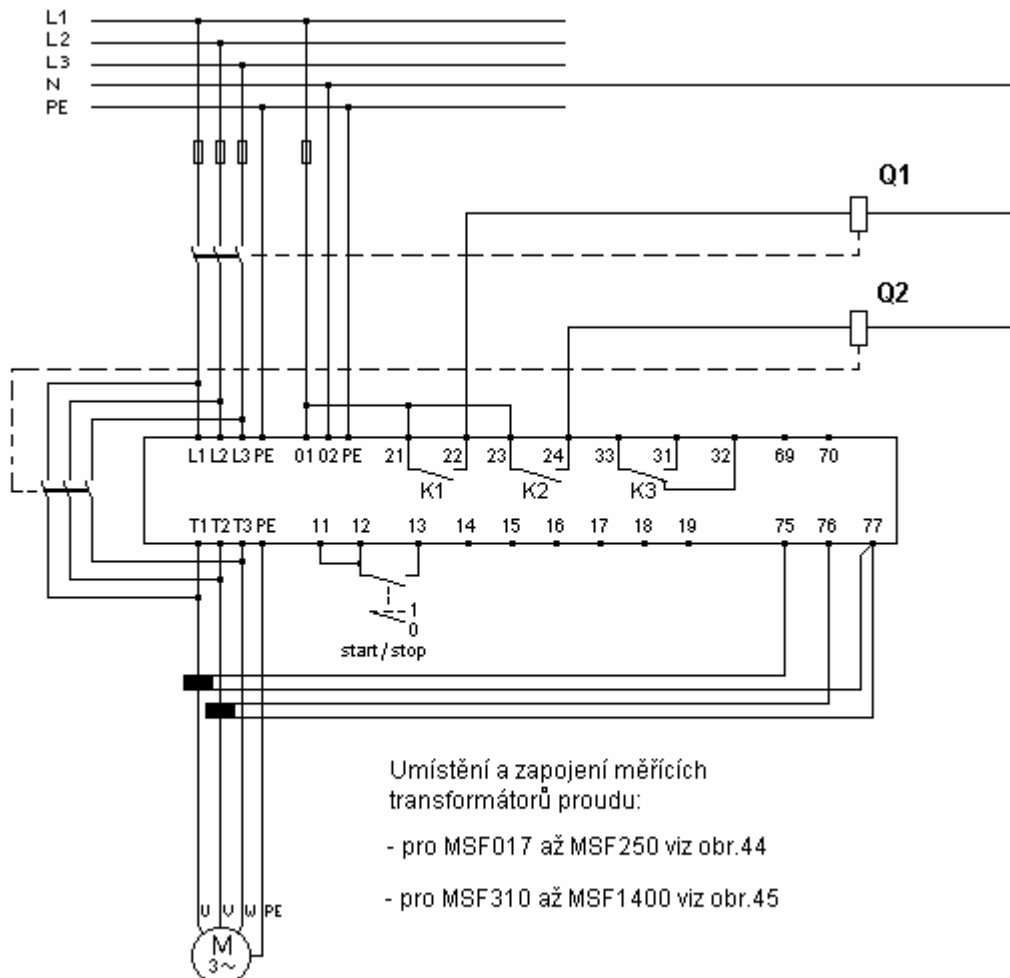 L1
L2
L3
N
PE
Q1
Q2
L1 L2 L3 PE 01 02 PE 21 22 23 24 33 31 32 69 70
K1 K2 K3
T1 T2 T3 PE 11 12 13 14 15 16 17 18 19 75 76 77
1
0
start/stop
Umístění a zapojení měřících
transformátorů proudu:
- pro MSF017 až MSF250 viz obr.44
- pro MSF310 až MSF1400 viz obr.45
U V W PE
M
3~